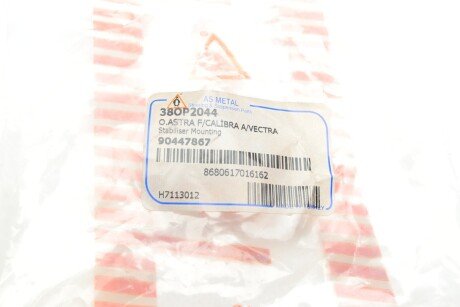 AS METAL
38OP2044
O.ASTRA F/CALIBRA A/VECTRA
Stabiliser Mounting
90447867
8680617016162
H7113012